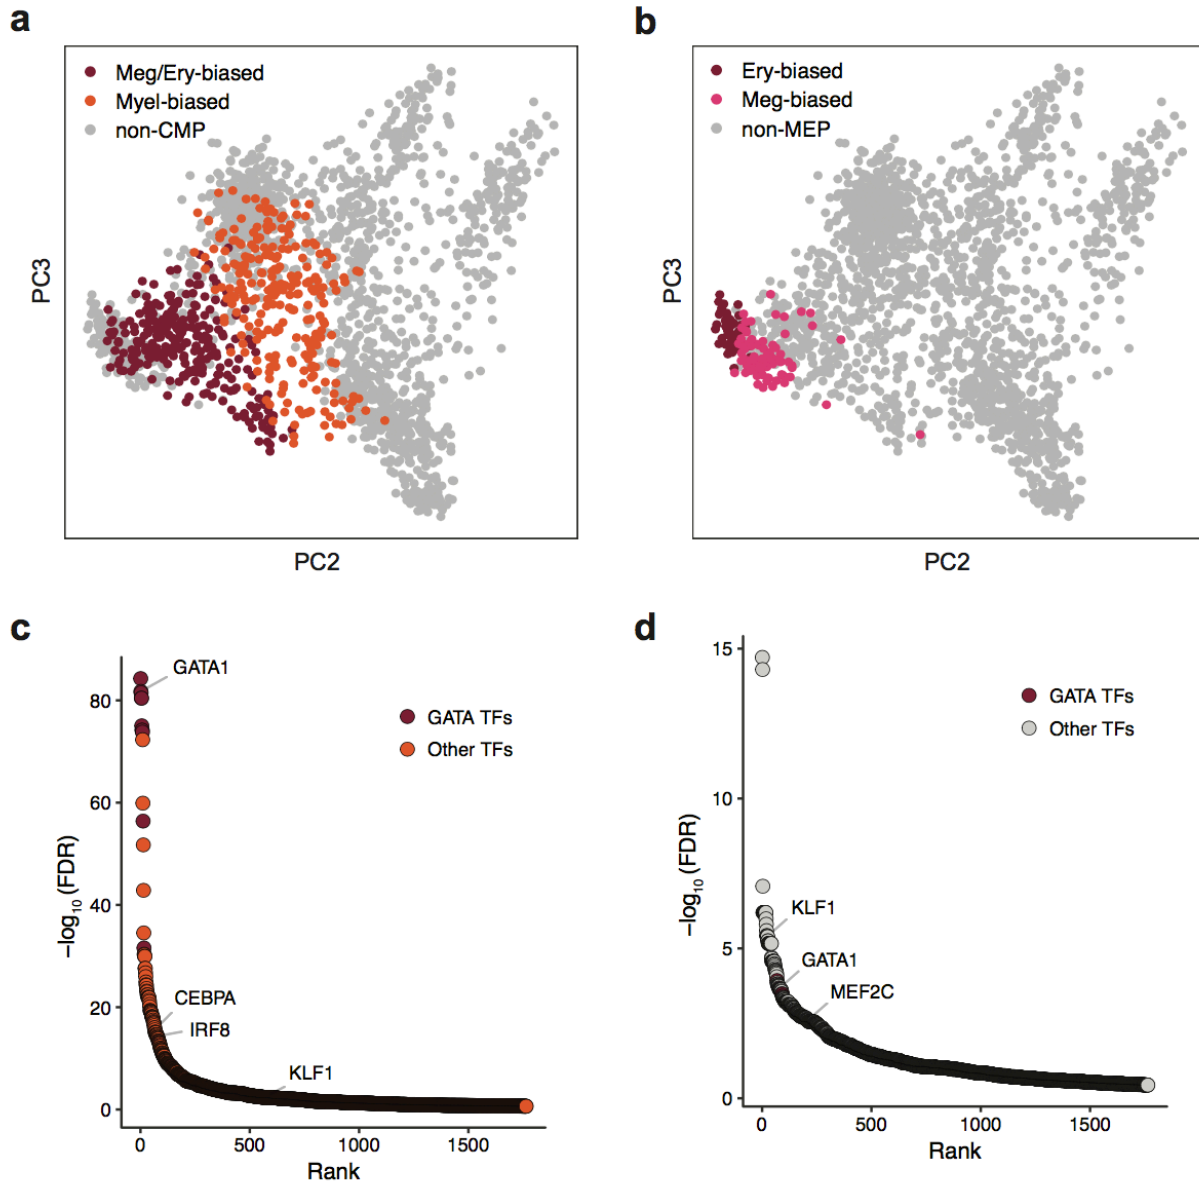 a
Meg/Ery-biased
Myel-biased
non-CMP
PC3
PC2
b
Ery-biased
Meg-biased
non-MEP
PC3
PC2
c
GATA1
GATA TFs
Other TFs
CEBPA
IRF8
KLF1
80
60
40
20
0
−log10 (FDR)
0 500 1000 1500
Rank
d
GATA TFs
Other TFs
KLF1
GATA1
MEF2C
15
10
5
0
−log10 (FDR)
0 500 1000 1500
Rank